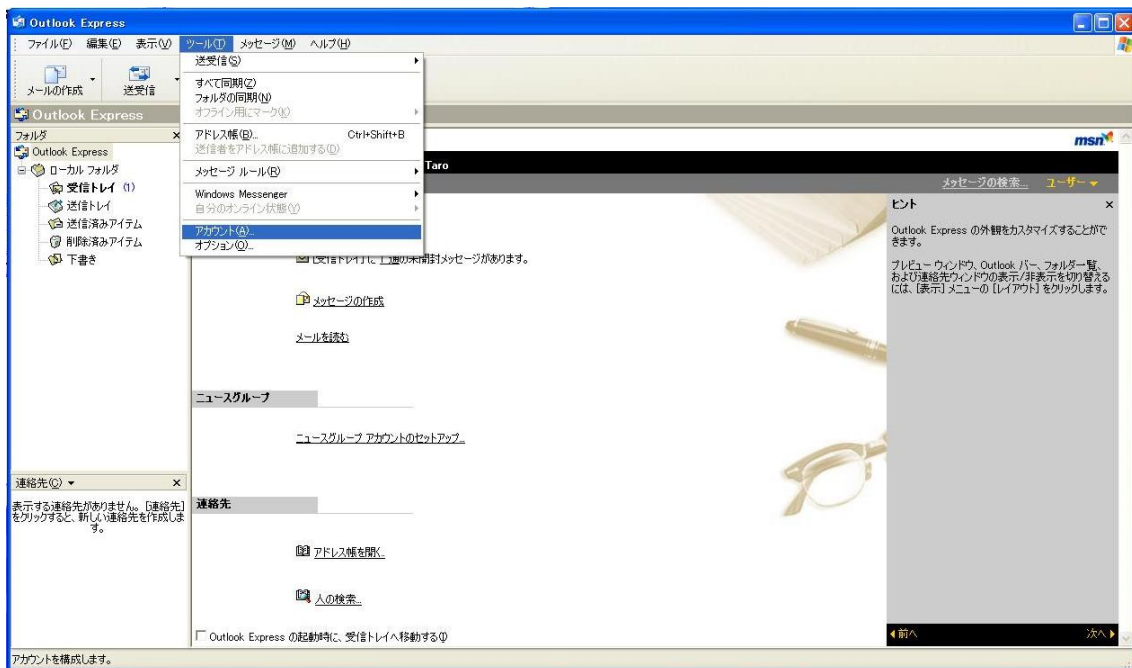 Outlook Express
ファイル(F) 編集(E) 表示(V) ツール(T) メッセージ(M) ヘルプ(H)
メールの作成 送受信
送受信(S)
すべて同期(Z)
フォルダの同期(N)
オフライン用にマーク(K)
アドレス帳(B)... Ctrl+Shift+B
送信者をアドレス帳に追加する(D)
メッセージ ルール(R)
Windows Messenger
自分のオンライン状態(Y)
アカウント(A)...
オプション(O)...
Outlook Express
フォルダ ×
Outlook Express
ローカル フォルダ
受信トレイ (1)
送信トレイ
送信済みアイテム
削除済みアイテム
下書き
連絡先(C) ×
表示する連絡先がありません。[連絡先]
をクリックすると、新しい連絡先を作成しま
す。
msn
Taro
メッセージの検索... ユーザー
[受信トレイ] に 1 通の未開封メッセージがあります。
メッセージの作成
メールを読む
ニュースグループ
ニュースグループ アカウントのセットアップ...
連絡先
アドレス帳を開く...
人の検索...
Outlook Express の起動時に、受信トレイへ移動する(I)
ヒント ×
Outlook Express の外観をカスタマイズすることがで
きます。
プレビュー ウィンドウ、Outlook バー、フォルダ一覧、
および連絡先ウィンドウの表示/非表示を切り替える
には、[表示] メニューの [レイアウト] をクリックします。
前へ 次へ
アカウントを構成します。